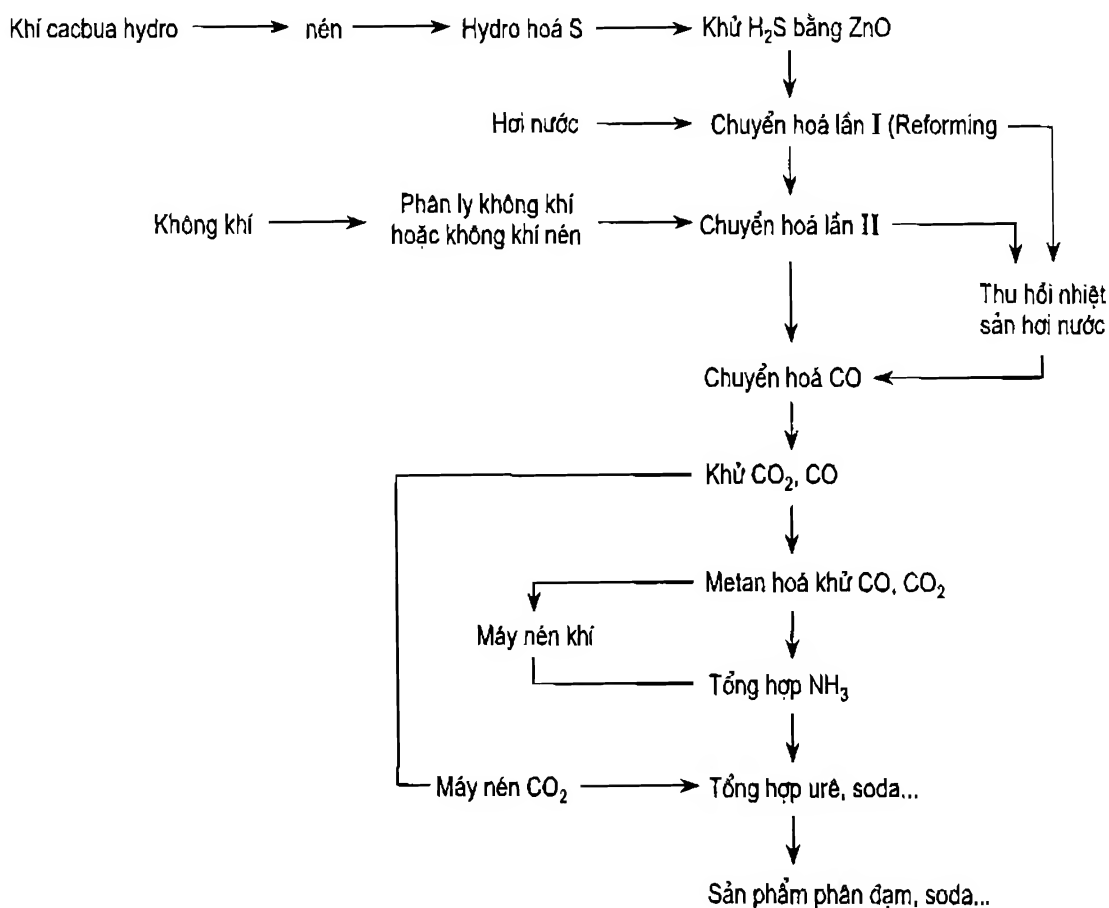 Khí cacbua hydro
nén
Hydro hoá S
Khử H₂S bằng ZnO
Hơi nước
Chuyển hoá lần I (Reforming
Không khí
Phân ly không khí
hoặc không khí nén
Chuyển hoá lần II
Thu hồi nhiệt
sản hơi nước
Chuyển hoá CO
Khử CO₂, CO
Metan hoá khử CO, CO₂
Máy nén khí
Tổng hợp NH₃
Máy nén CO₂
Tổng hợp urê, soda...
Sản phẩm phân đạm, soda...